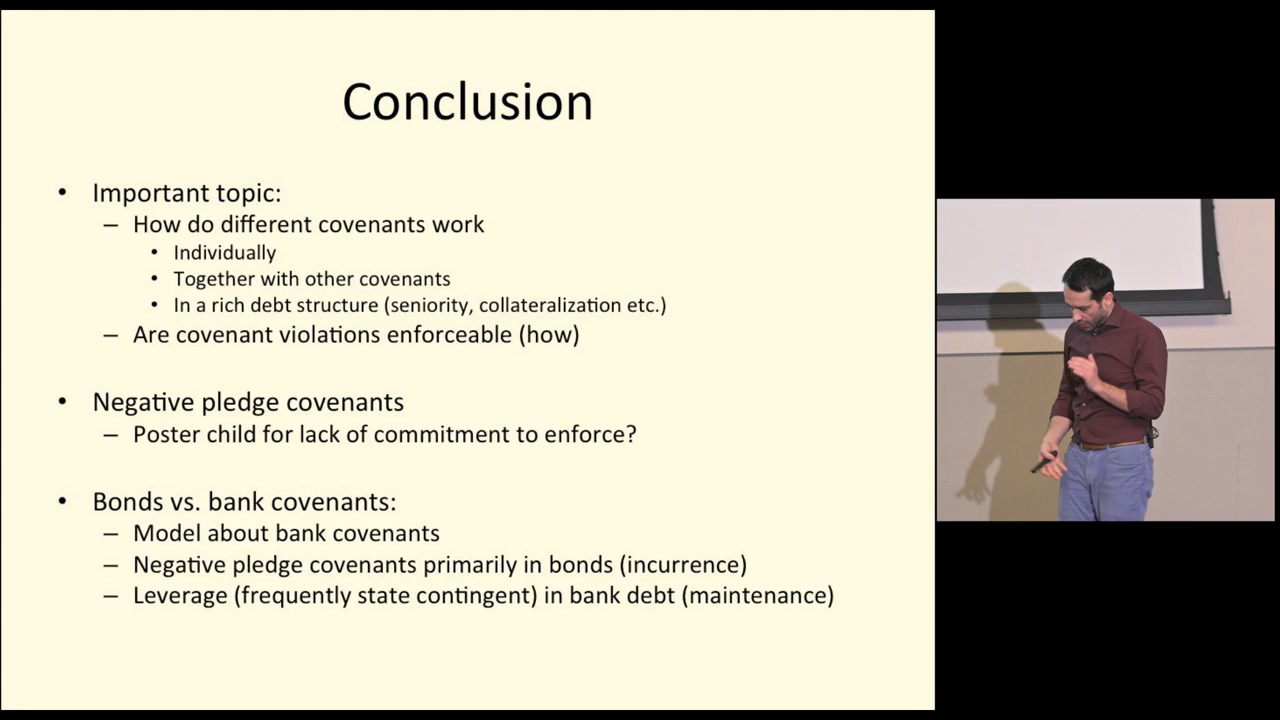 Conclusion
• Important topic:
– How do different covenants work
• Individually
• Together with other covenants
• In a rich debt structure (seniority, collateralization etc.)
– Are covenant violations enforceable (how)
• Negative pledge covenants
– Poster child for lack of commitment to enforce?
• Bonds vs. bank covenants:
– Model about bank covenants
– Negative pledge covenants primarily in bonds (incurrence)
– Leverage (frequently state contingent) in bank debt (maintenance)